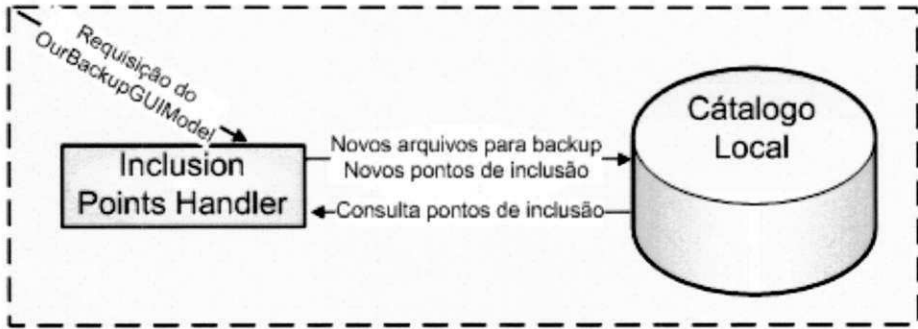 Requisição do
OurBackupGUIModel
Inclusion
Points Handler
Novos arquivos para backup
Novos pontos de inclusão
Consulta pontos de inclusão
Cátalogo
Local